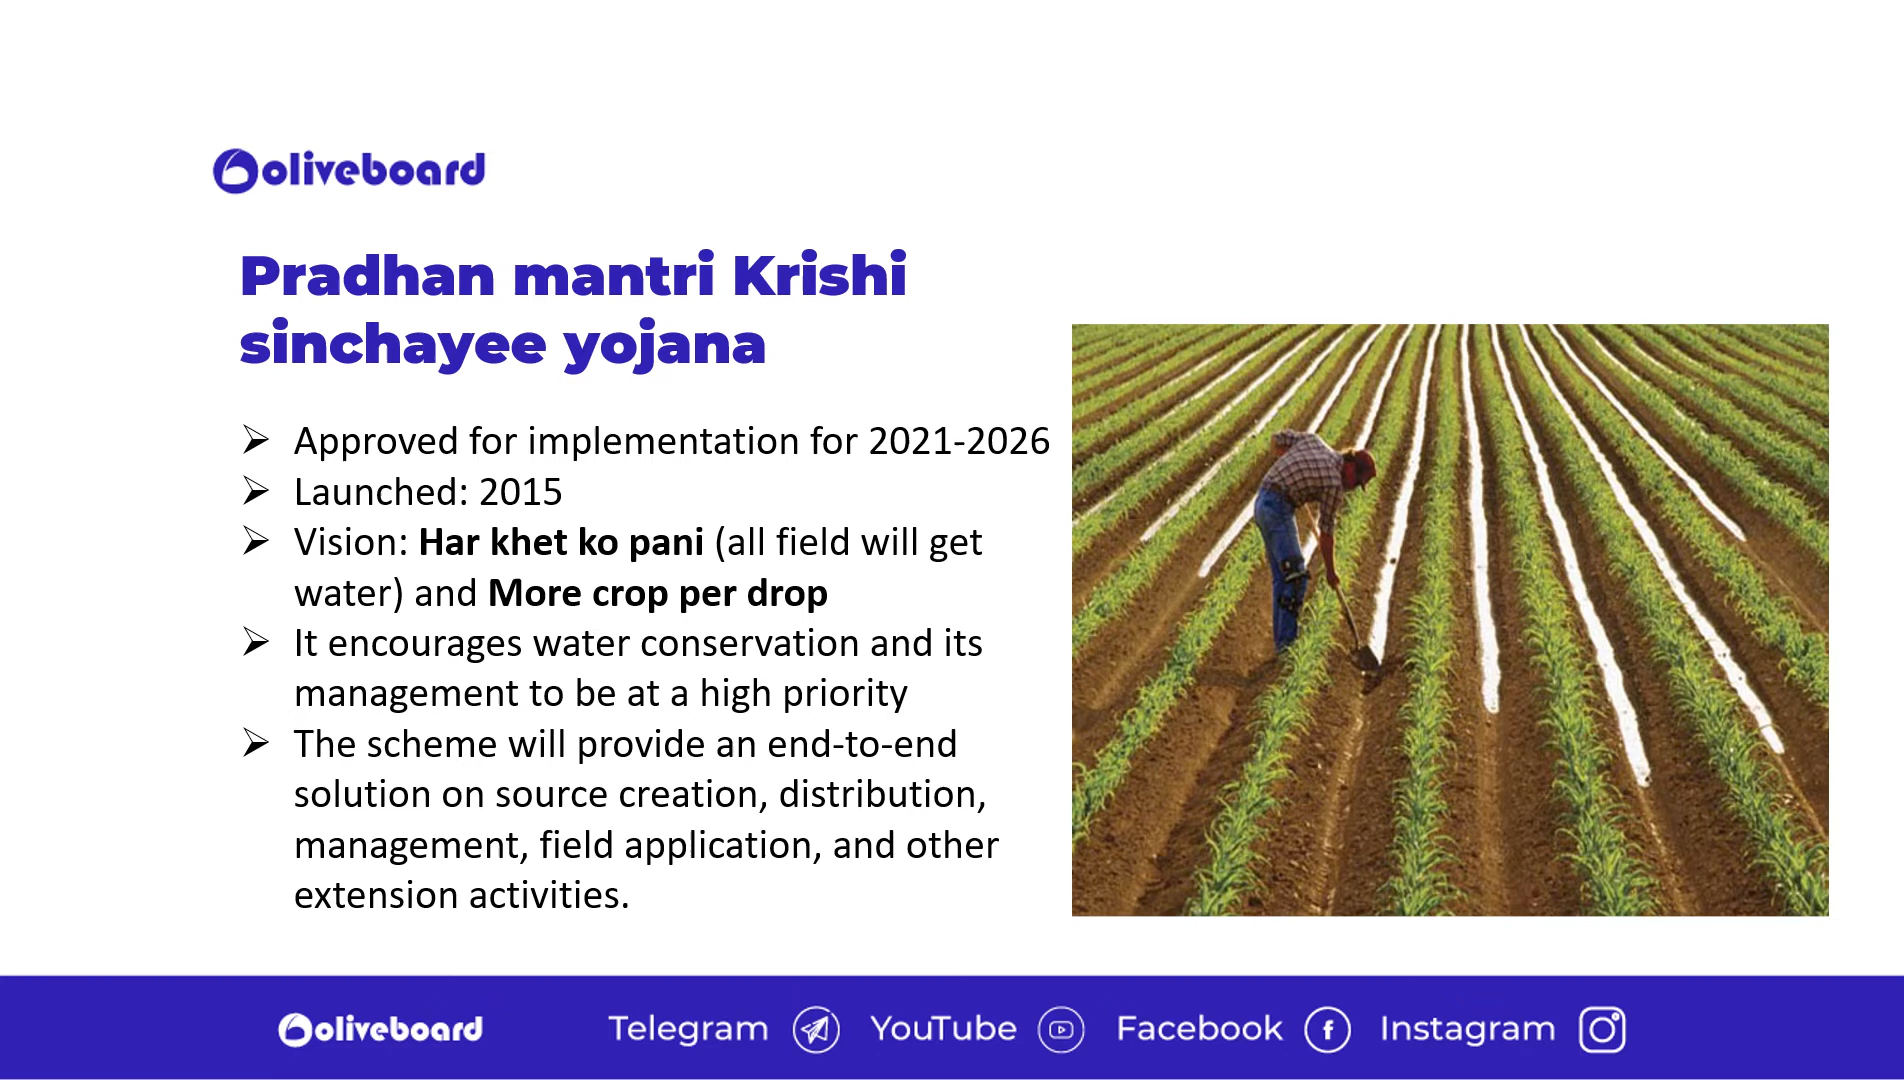 oliveboard
Pradhan mantri Krishi
sinchayee yojana
➢ Approved for implementation for 2021-2026
➢ Launched: 2015
➢ Vision: Har khet ko pani (all field will get
water) and More crop per drop
➢ It encourages water conservation and its
management to be at a high priority
➢ The scheme will provide an end-to-end
solution on source creation, distribution,
management, field application, and other
extension activities.
oliveboard Telegram YouTube Facebook Instagram